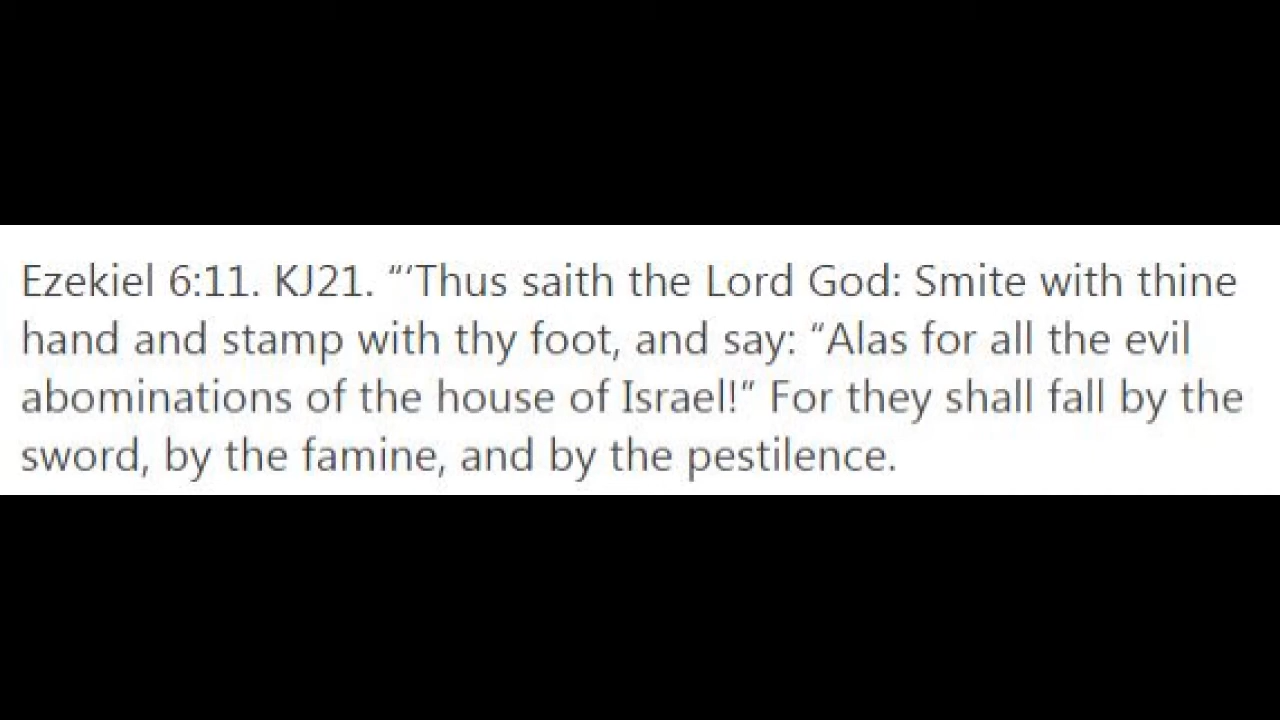 Ezekiel 6:11. KJ21. “‘Thus saith the Lord God: Smite with thine
hand and stamp with thy foot, and say: “Alas for all the evil
abominations of the house of Israel!” For they shall fall by the
sword, by the famine, and by the pestilence.